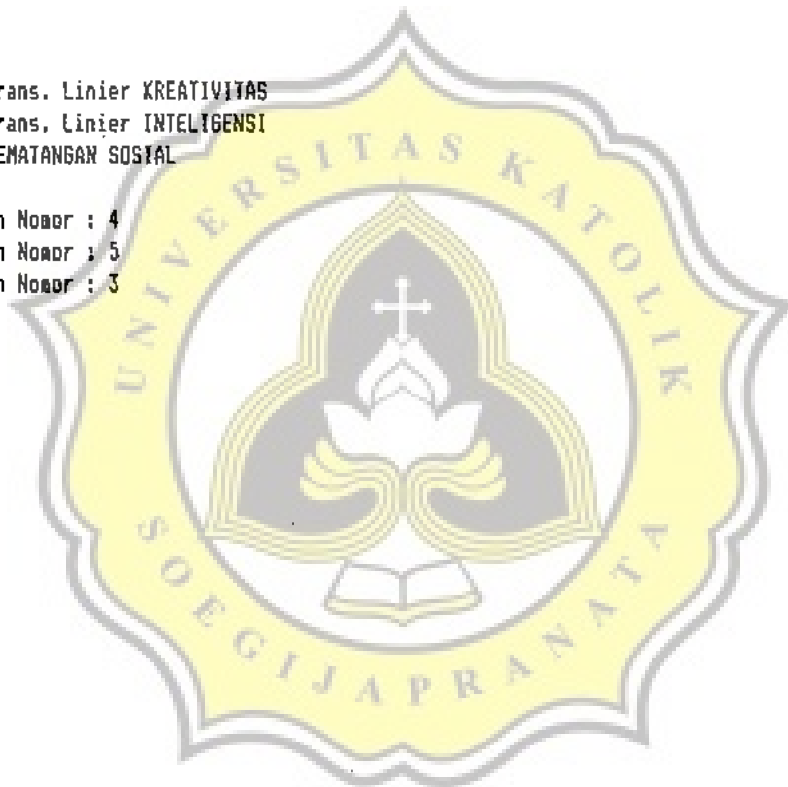 rans. Linier KREATIVITAS
rans. Linier INTELIGENSI
EMATANGAN SOSIAL
n Nomor : 4
n Nomor : 5
n Nomor : 3
UNIVERSITAS KATOLIK
SOEGIJAPRANATA